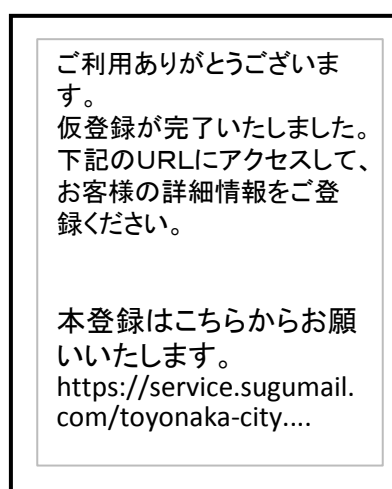 ご利用ありがとうございま
す。
仮登録が完了いたしました。
下記のURLにアクセスして、
お客様の詳細情報をご登
録ください。
本登録はこちらからお願
いいたします。
https://service.sugumail.
com/toyonaka-city....